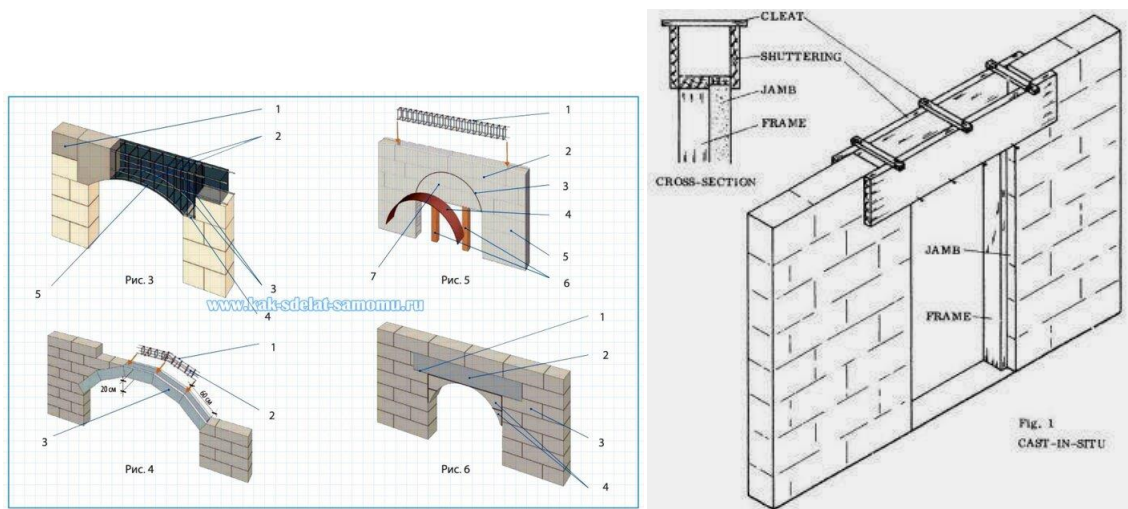 1
2
3
4
5
Рис. 3
1
2
3
4
5
6
7
Рис. 5
www.kak-sdelat-samomu.ru
1
2
3
20 см
60 см
Рис. 4
1
2
3
4
Рис. 6
CLEAT
SHUTTERING
JAMB
FRAME
CROSS-SECTION
JAMB
FRAME
Fig. 1
CAST-IN-SITU